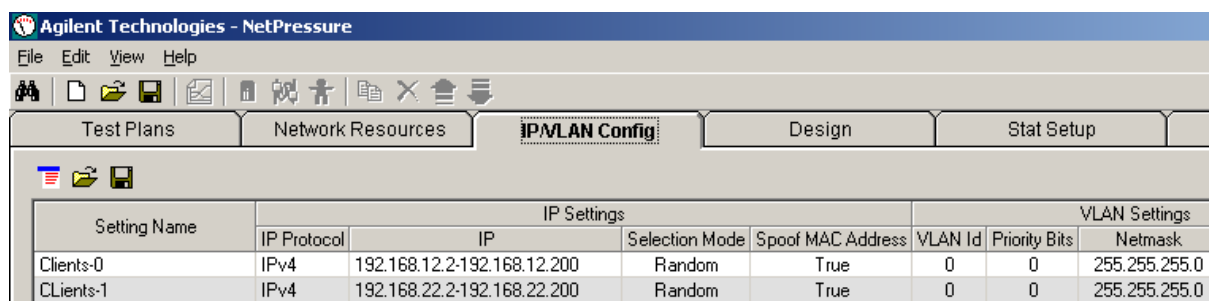 Agilent Technologies - NetPressure
File Edit View Help
Test Plans Network Resources IP/VLAN Config Design Stat Setup
Setting Name IP Settings VLAN Settings
IP Protocol IP Selection Mode Spoof MAC Address VLAN Id Priority Bits Netmask
Clients-0 IPv4 192.168.12.2-192.168.12.200 Random True 0 0 255.255.255.0
CLients-1 IPv4 192.168.22.2-192.168.22.200 Random True 0 0 255.255.255.0